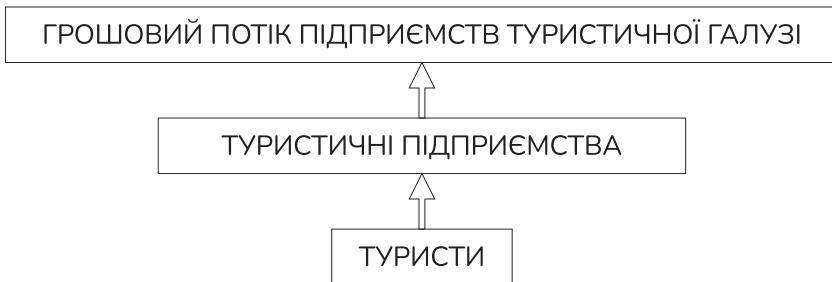 ГРОШОВИЙ ПОТІК ПІДПРИЄМСТВ ТУРИСТИЧНОЇ ГАЛУЗІ
ТУРИСТИЧНІ ПІДПРИЄМСТВА
ТУРИСТИ